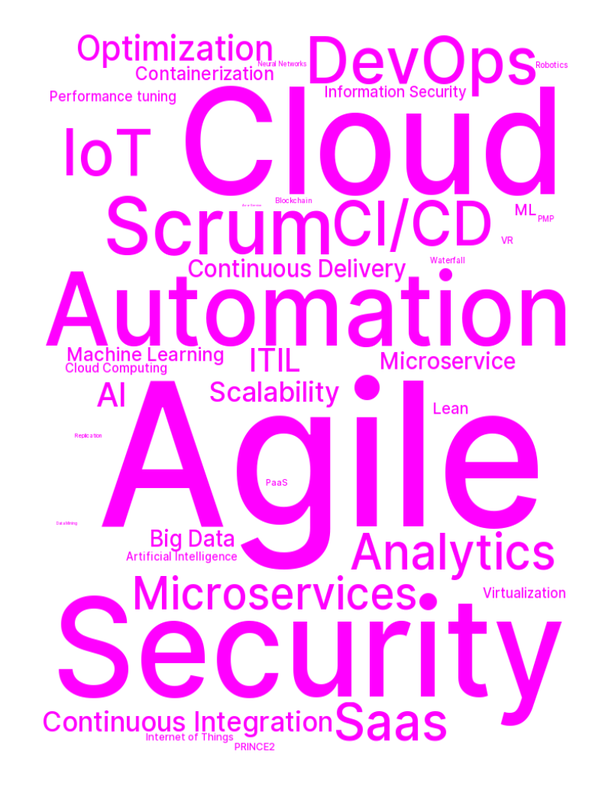 Optimization
DevOps
Neural Networks
Robotics
Containerization
Performance tuning
Information Security
Cloud
IoT
Scrum
Blockchain
CI/CD
ML
PMP
VR
Waterfall
Continuous Delivery
Automation
Machine Learning
ITIL
Microservice
Cloud Computing
AI
Scalability
Agile
Lean
Replication
PaaS
Big Data
Analytics
Artificial Intelligence
Microservices
Virtualization
Security
Continuous Integration
Saas
Internet of Things
PRINCE2